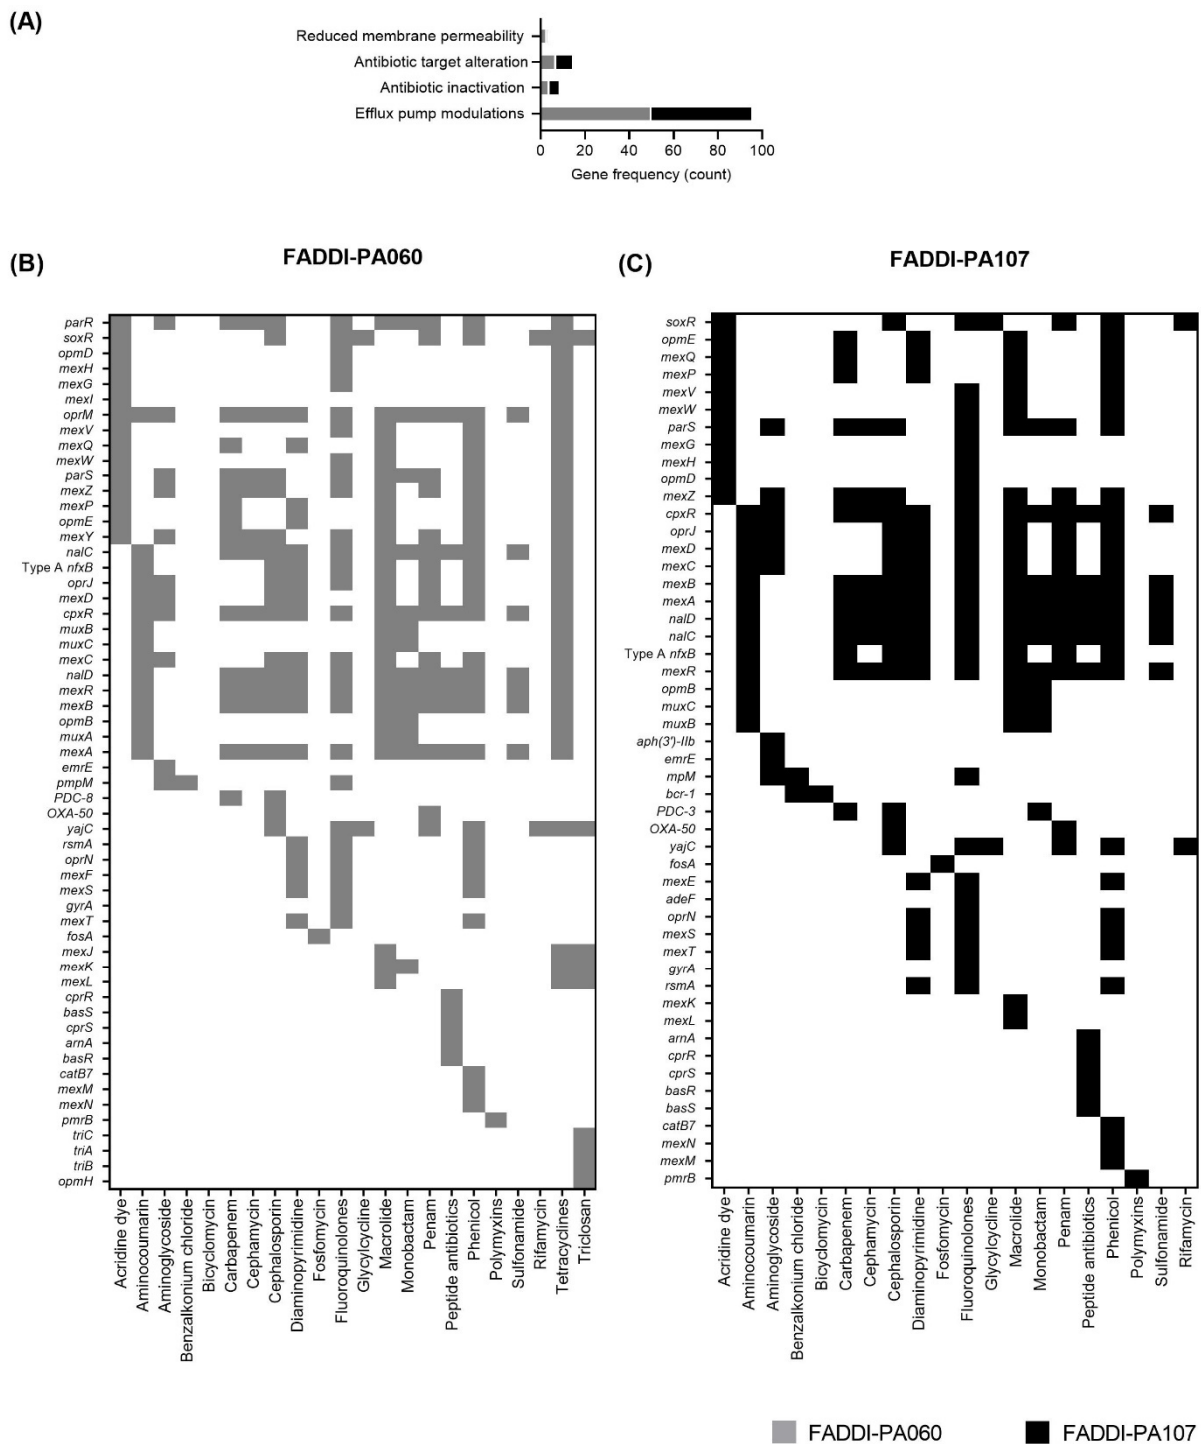 (A)
Reduced membrane permeability
Antibiotic target alteration
Antibiotic inactivation
Efflux pump modulations
0 20 40 60 80 100
Gene frequency (count)
(B)
FADDI-PA060
parR
soxR
opmD
mexH
mexG
mexI
oprM
mexV
mexQ
mexW
parS
mexZ
mexP
opmE
mexY
nalC
Type A nfxB
oprJ
mexD
cpxR
muxB
muxC
mexC
nalD
mexR
mexB
opmB
muxA
mexA
emrE
pmpM
PDC-8
OXA-50
yajC
rsmA
oprN
mexF
mexS
gyrA
mexT
fosA
mexJ
mexK
mexL
cprR
basS
cprS
arnA
basR
catB7
mexM
mexN
pmrB
triC
triA
triB
opmH
Acridine dye
Aminocoumarin
Aminoglycoside
Benzalkonium chloride
Biclomycin
Carbapenem
Cephamycin
Cephalosporin
Diaminopyrimidine
Fosfomycin
Fluoroquinolones
Glycylcycline
Macrolide
Monobactam
Penam
Peptide antibiotics
Phenicol
Polymyxins
Sulfonamide
Rifamycin
Tetracyclines
Triclosan
(C)
FADDI-PA107
soxR
opmE
mexQ
mexP
mexV
mexW
parS
mexG
mexH
opmD
mexZ
cpxR
oprJ
mexD
mexC
mexB
mexA
nalD
nalC
Type A nfxB
mexR
opmB
muxC
muxB
aph(3')-IIb
emrE
mpM
bcr-1
PDC-3
OXA-50
yajC
fosA
mexE
adeF
oprN
mexS
mexT
gyrA
rsmA
mexK
mexL
arnA
cprR
cprS
basR
basS
catB7
mexN
mexM
pmrB
Acridine dye
Aminocoumarin
Aminoglycoside
Benzalkonium chloride
Biclomycin
Carbapenem
Cephamycin
Cephalosporin
Diaminopyrimidine
Fosfomycin
Fluoroquinolones
Glycylcycline
Macrolide
Monobactam
Penam
Peptide antibiotics
Phenicol
Polymyxins
Sulfonamide
Rifamycin
FADDI-PA060
FADDI-PA107